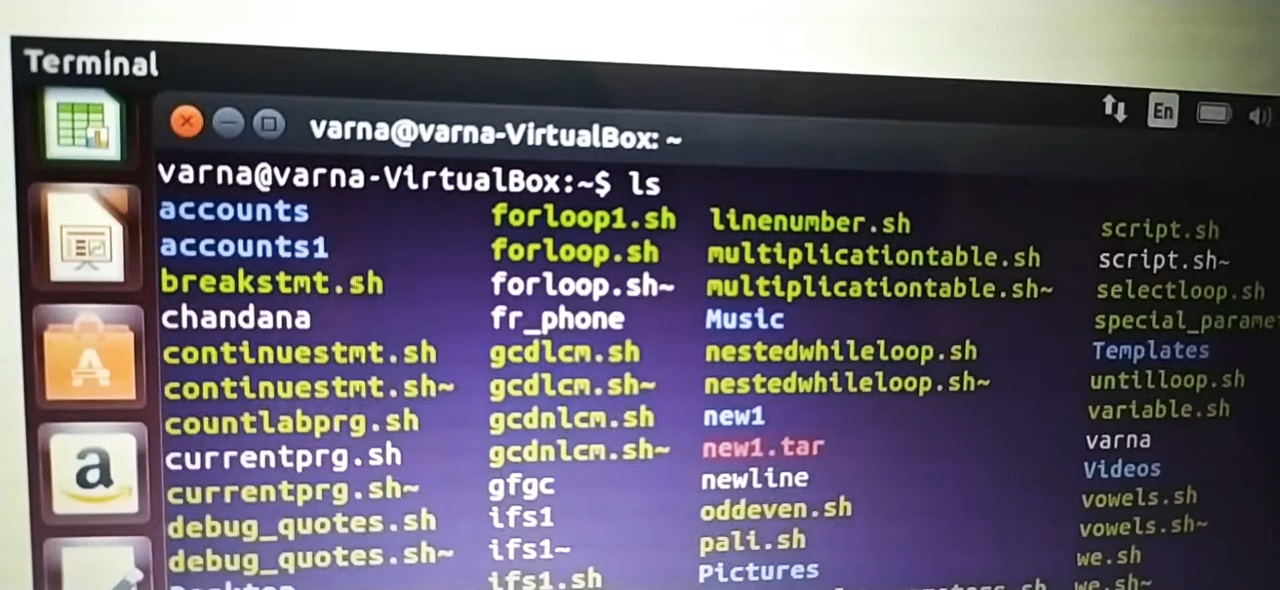 Terminal
En
varna@varna-VirtualBox: ~
varna@varna-VirtualBox:~$ ls
accounts forloop1.sh linenumber.sh script.sh
accounts1 forloop.sh multiplicationtable.sh script.sh~
breakstmt.sh forloop.sh~ multiplicationtable.sh~ selectloop.sh
chandana fr_phone Music
continuestmt.sh gcdlcm.sh nestedwhileloop.sh Templates
continuestmt.sh~ gcdlcm.sh~ nestedwhileloop.sh~ untilloop.sh
countlabprg.sh gcdnlcm.sh new1 variable.sh
currentprg.sh gcdnlcm.sh~ new1.tar varna
currentprg.sh~ gfgc newline Videos
debug_quotes.sh ifs1 oddeven.sh vowels.sh
debug_quotes.sh~ ifs1~ pali.sh vowels.sh~
ifs1.sh Pictures we.sh
we.sh~